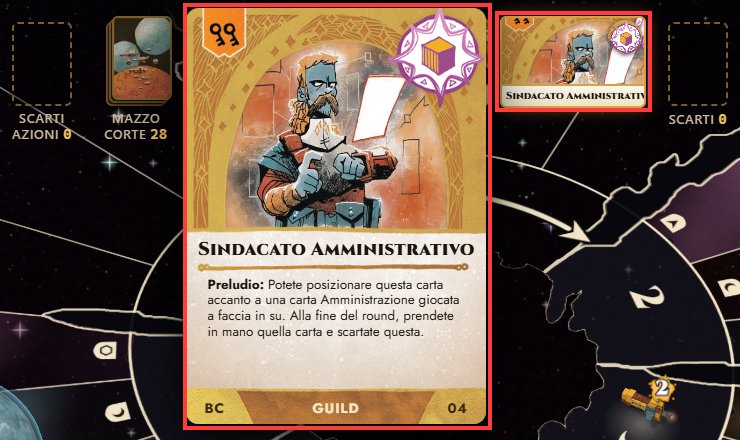 SCARTI
AZIONI 0
MAZZO
CORTE 28
SINDACATO AMMINISTRATIVO
Preludio: Potete posizionare questa carta
accanto a una carta Amministrazione giocata
a faccia in su. Alla fine del round, prendete
in mano quella carta e scartate questa.
BC
GUILD
04
SINDACATO AMMINISTRATIV
SCARTI 0
2
2